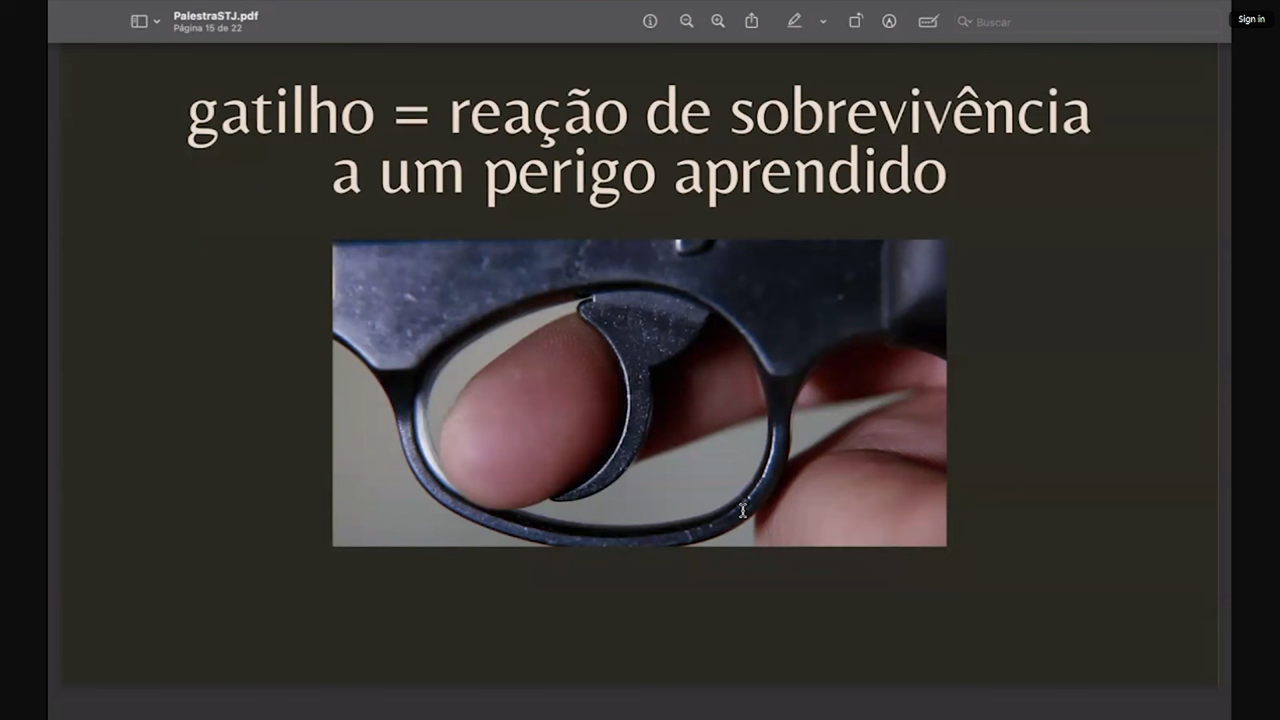 PalestraSTJ.pdf
Página 15 de 22
Buscar
Sign in
gatilho = reação de sobrevivência
a um perigo aprendido